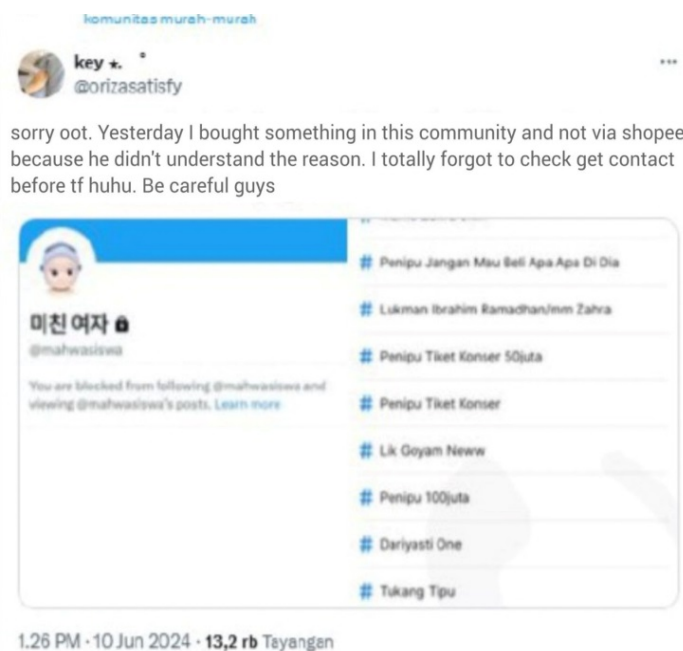 komunitas murah-murah
key ⋆. °
@orizasatisfy
sorry oot. Yesterday I bought something in this community and not via shopee
because he didn't understand the reason. I totally forgot to check get contact
before tf huhu. Be careful guys
미친 여자
@mahwasiswa
You are blocked from following @mahwasiswa and
viewing @mahwasiswa's posts. Learn more
# Penipu Jangan Mau Beli Apa Apa Di Dia
# Lukman Ibrahim Ramadhan/mm Zahra
# Penipu Tiket Konser 50juta
# Penipu Tiket Konser
# Lik Goyam Neww
# Penipu 100juta
# Dariyasti One
# Tukang Tipu
1.26 PM · 10 Jun 2024 · 13,2 rb Tayangan